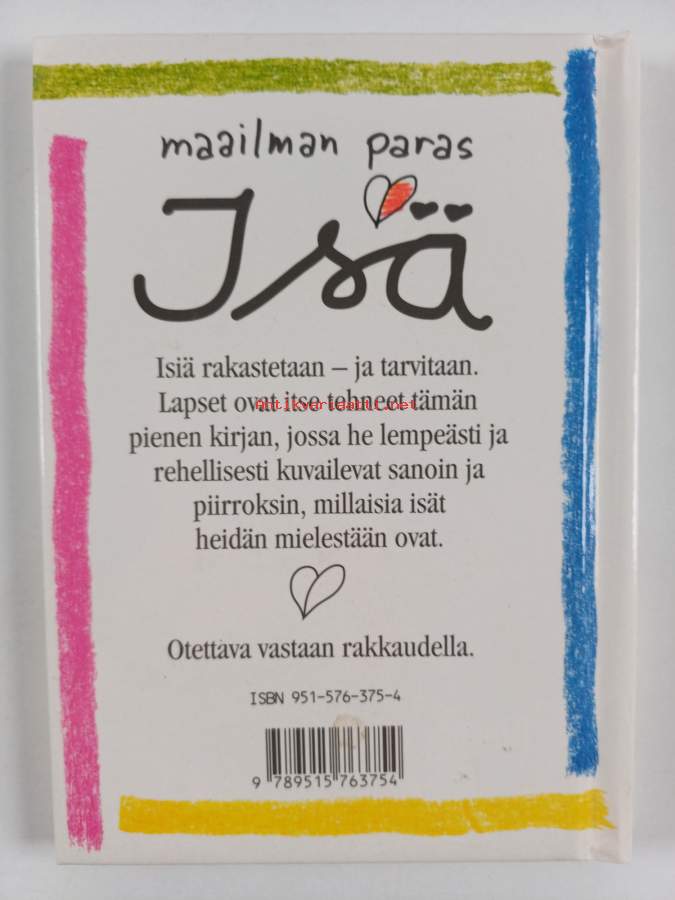 maailman paras
Isä
Isiä rakastetaan – ja tarvitaan.
Lapset ovat itse tehneet tämän
Antikvariaatti.net
pienen kirjan, jossa he lempeästi ja
rehellisesti kuvailevat sanoin ja
piirroksin, millaisia isät
heidän mielestään ovat.
Otettava vastaan rakkaudella.
ISBN 951-576-375-4
9 789515 763754